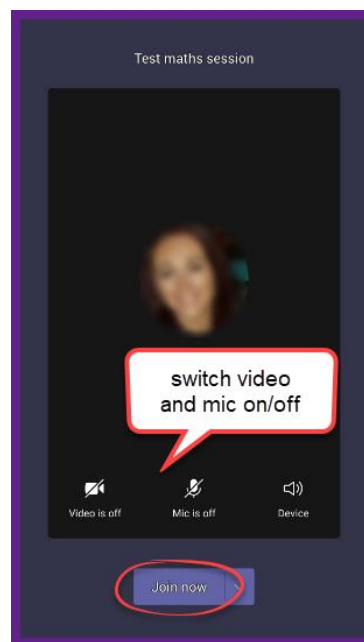 Test maths session
switch video
and mic on/off
Video is off Mic is off Device
Join now